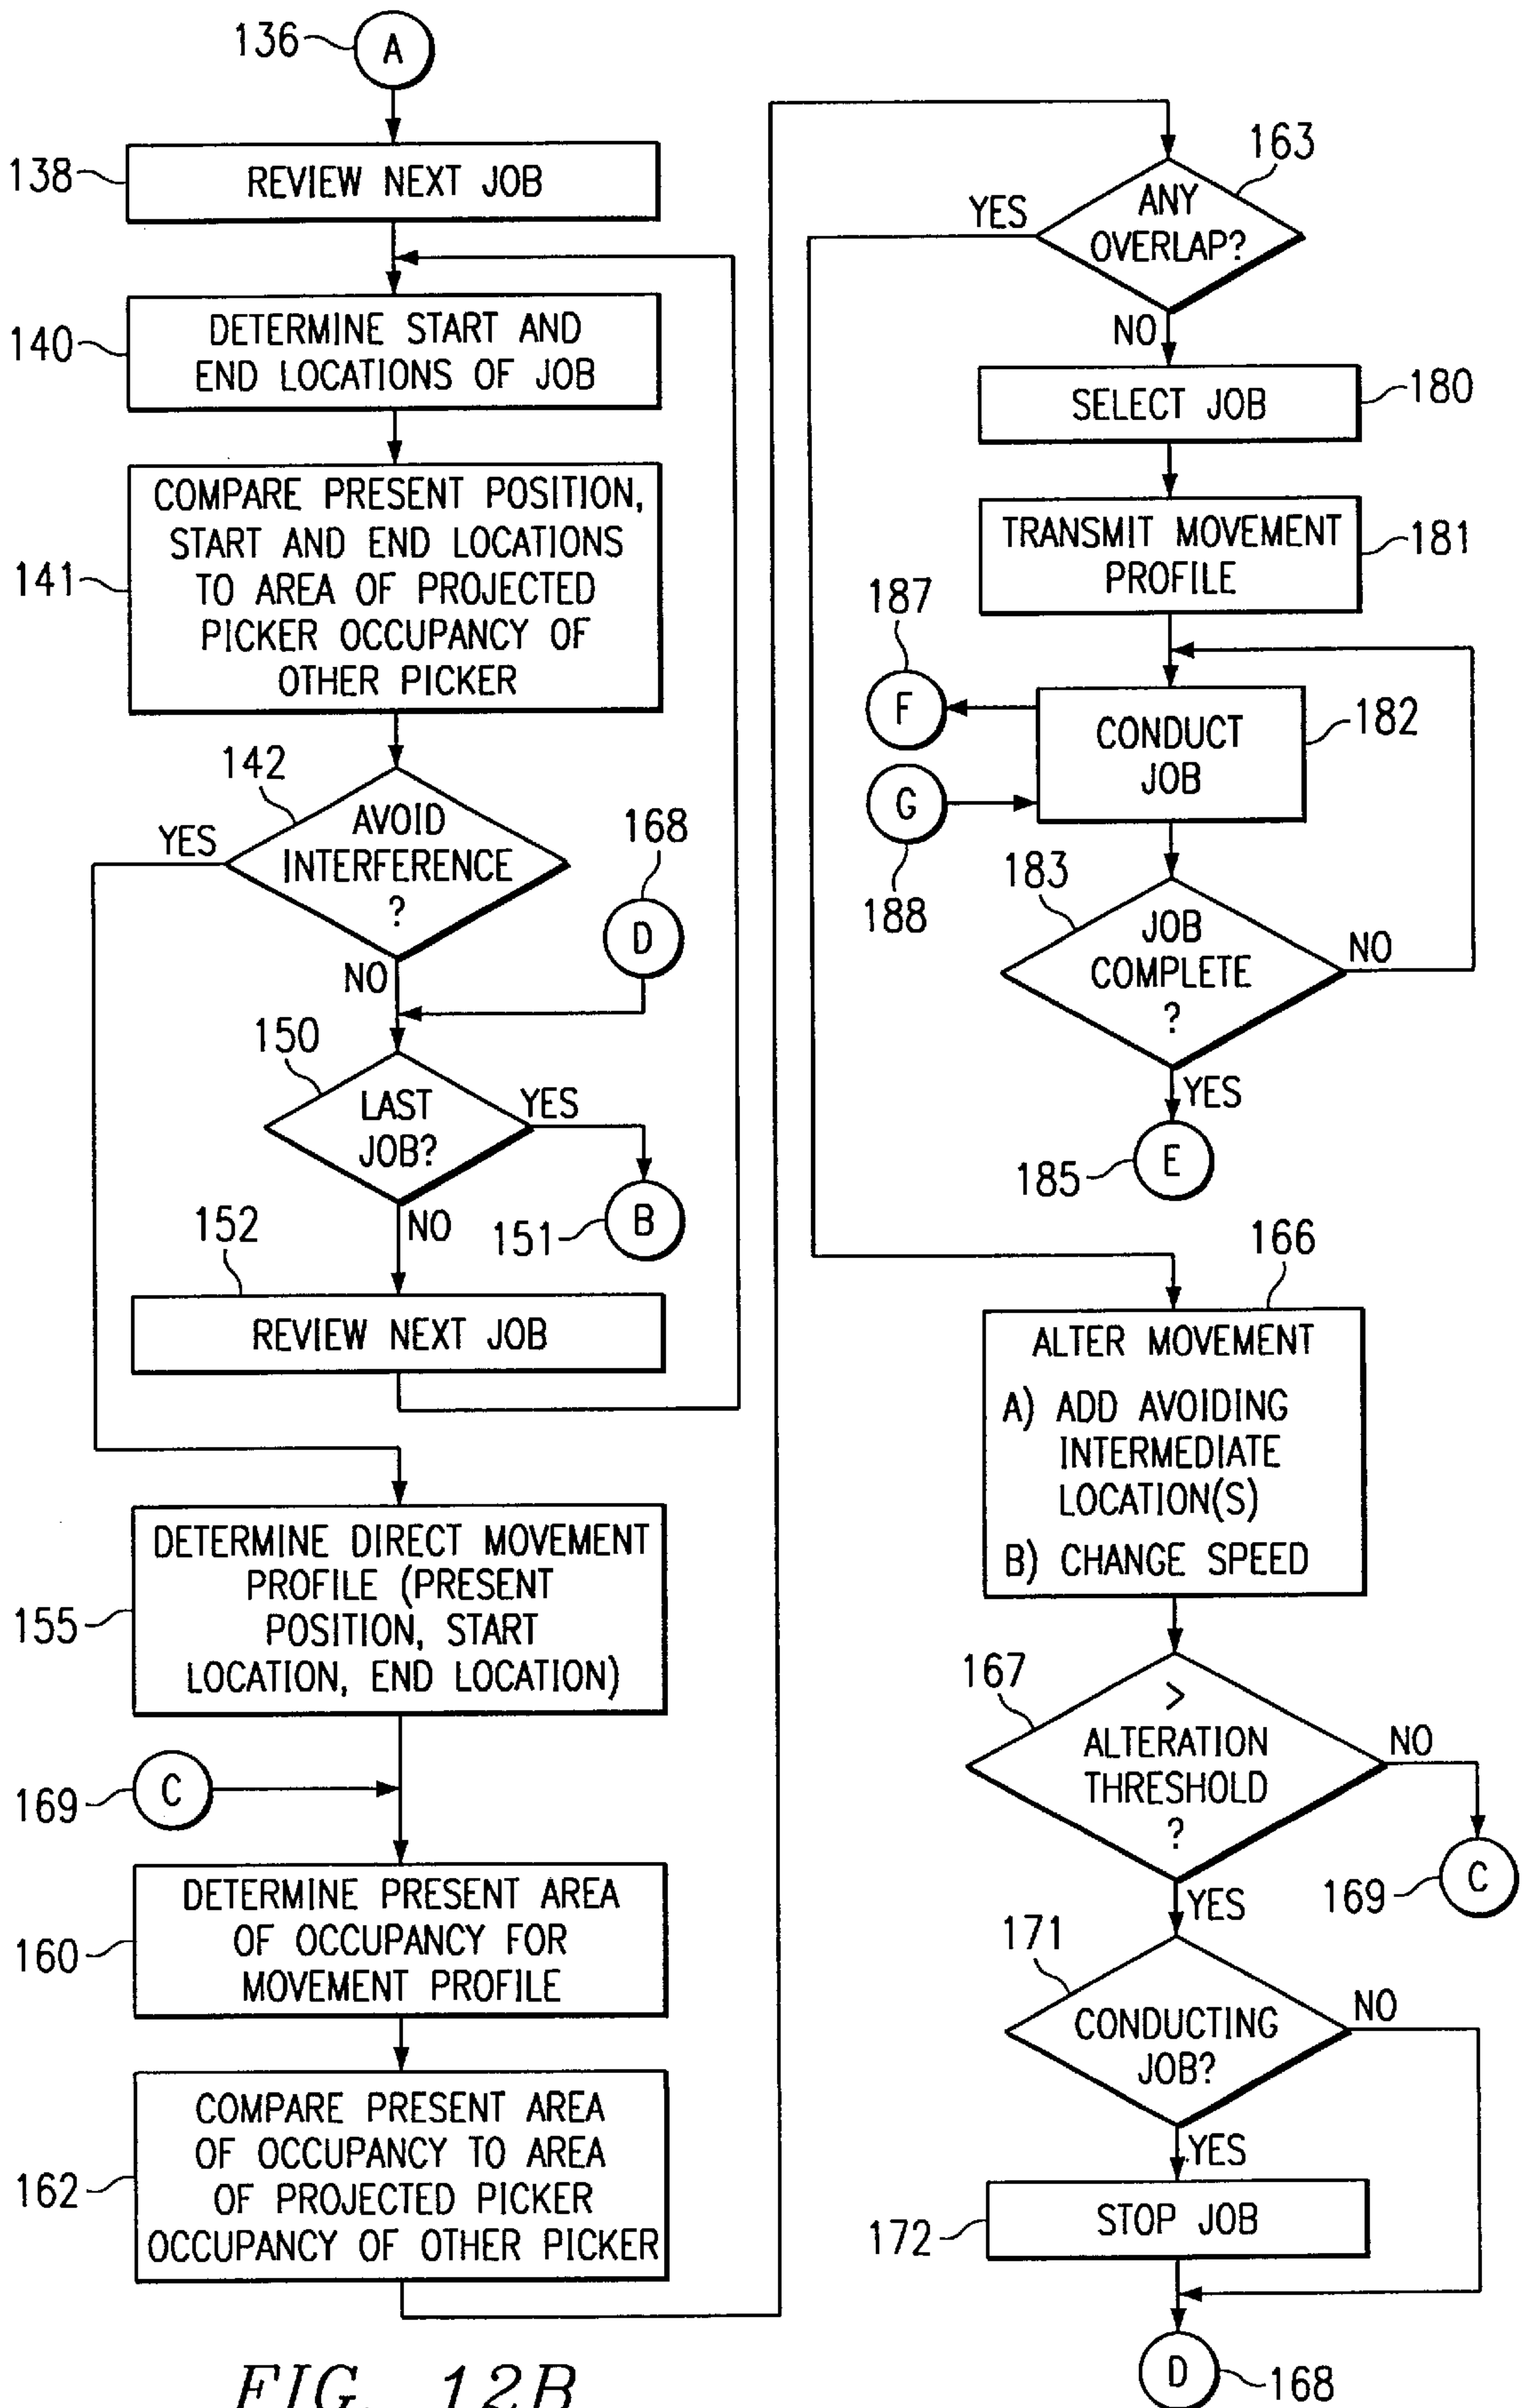 136
A
138
REVIEW NEXT JOB
140
DETERMINE START AND
END LOCATIONS OF JOB
141
COMPARE PRESENT POSITION,
START AND END LOCATIONS
TO AREA OF PROJECTED
PICKER OCCUPANCY OF
OTHER PICKER
142
YES
AVOID
INTERFERENCE
?
NO
168
D
150
LAST
JOB?
YES
151
B
NO
152
REVIEW NEXT JOB
155
DETERMINE DIRECT MOVEMENT
PROFILE (PRESENT
POSITION, START
LOCATION, END LOCATION)
169
C
160
DETERMINE PRESENT AREA
OF OCCUPANCY FOR
MOVEMENT PROFILE
162
COMPARE PRESENT AREA
OF OCCUPANCY TO AREA
OF PROJECTED PICKER
OCCUPANCY OF OTHER PICKER
163
YES
ANY
OVERLAP?
NO
180
SELECT JOB
181
TRANSMIT MOVEMENT
PROFILE
187
F
182
CONDUCT
JOB
G
188
183
JOB
COMPLETE
?
NO
YES
185
E
166
ALTER MOVEMENT
A) ADD AVOIDING
INTERMEDIATE
LOCATION(S)
B) CHANGE SPEED
167
>
ALTERATION
THRESHOLD
?
NO
169
C
YES
171
CONDUCTING
JOB?
NO
YES
172
STOP JOB
D
168
FIG. 12B